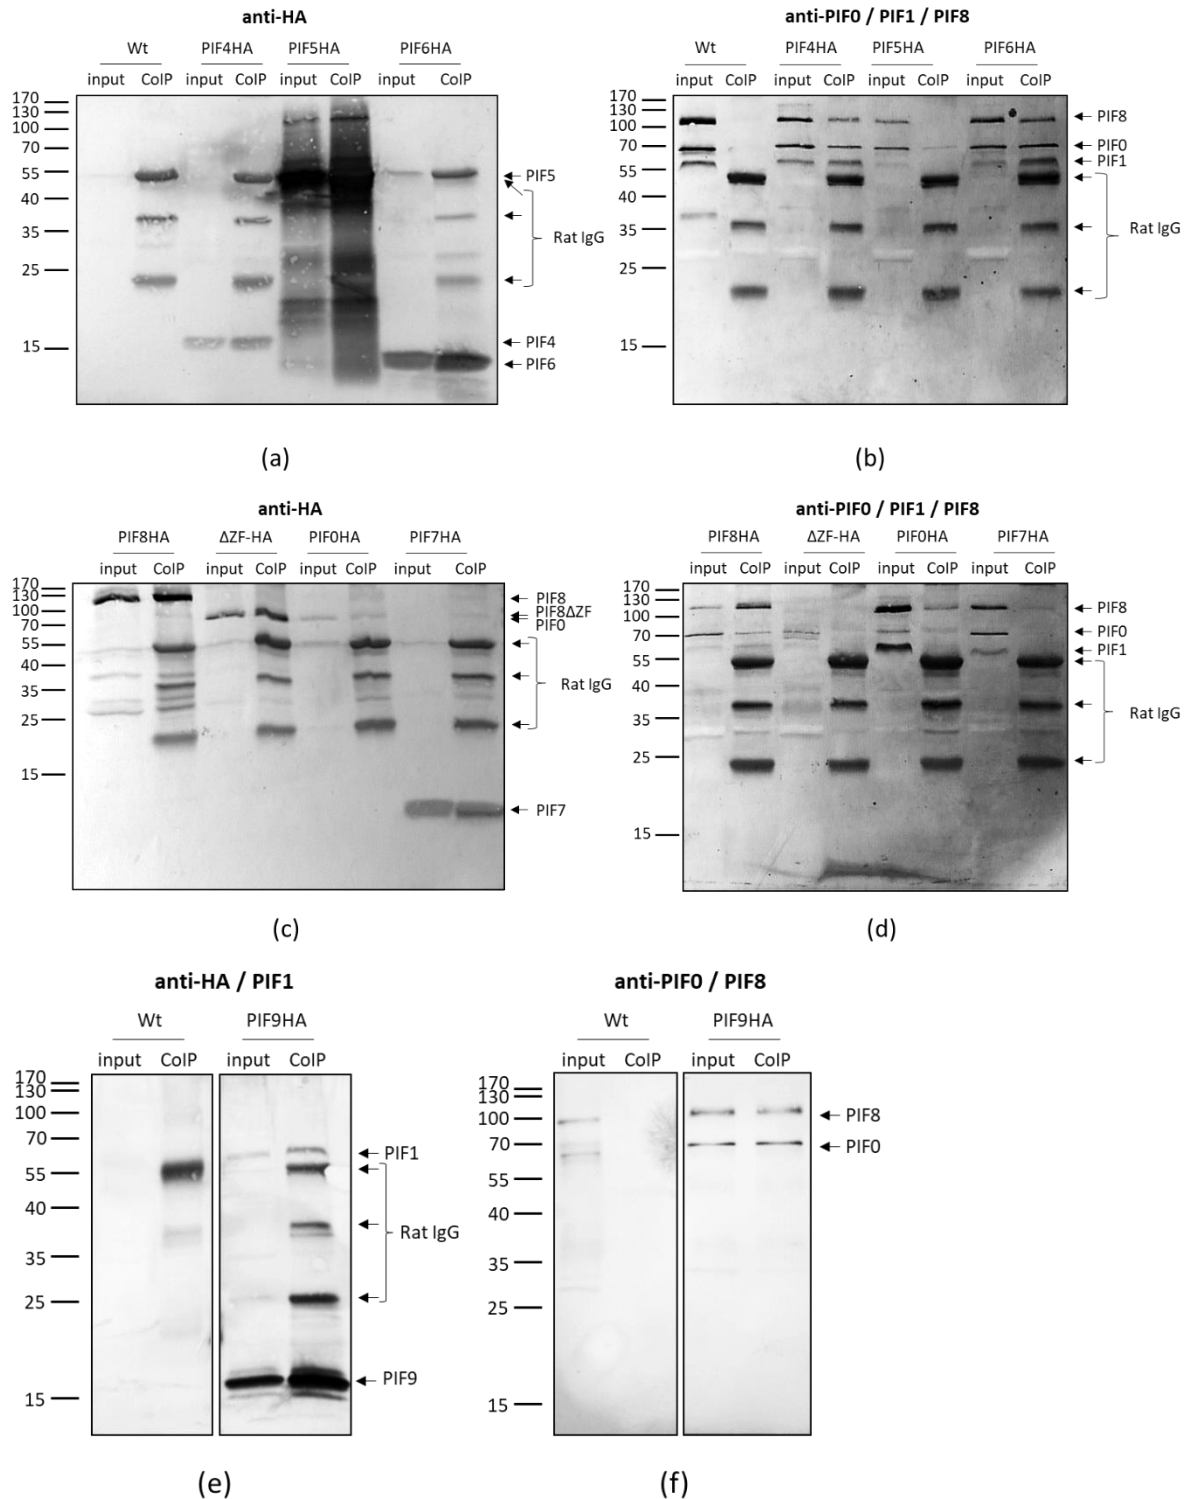 anti-HA
Wt PIF4HA PIF5HA PIF6HA
input CoIP input CoIP input CoIP input CoIP
170
130
100
70
55
40
35
25
15
PIF5
Rat IgG
PIF4
PIF6
(a)
anti-PIF0 / PIF1 / PIF8
Wt PIF4HA PIF5HA PIF6HA
input CoIP input CoIP input CoIP input CoIP
170
130
100
70
55
40
35
25
15
PIF8
PIF0
PIF1
Rat IgG
(b)
anti-HA
PIF8HA ΔZF-HA PIF0HA PIF7HA
input CoIP input CoIP input CoIP input CoIP
170
130
100
70
55
40
35
25
15
PIF8
PIF8ΔZF
PIF0
Rat IgG
PIF7
(c)
anti-PIF0 / PIF1 / PIF8
PIF8HA ΔZF-HA PIF0HA PIF7HA
input CoIP input CoIP input CoIP input CoIP
170
130
100
70
55
40
35
25
15
PIF8
PIF0
PIF1
Rat IgG
(d)
anti-HA / PIF1
Wt PIF9HA
input CoIP input CoIP
170
130
100
70
55
40
35
25
15
PIF1
Rat IgG
PIF9
(e)
anti-PIF0 / PIF8
Wt PIF9HA
input CoIP input CoIP
170
130
100
70
55
40
35
25
15
PIF8
PIF0
(f)